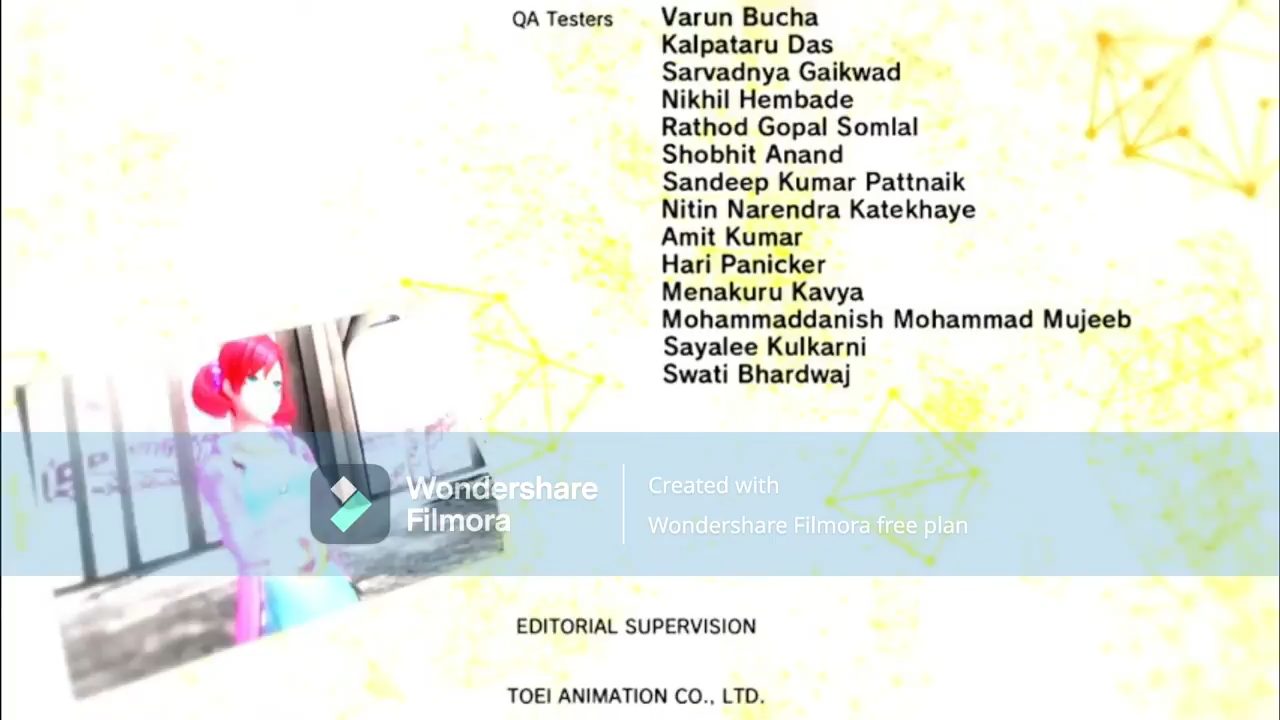 QA Testers
Varun Bucha
Kalpataru Das
Sarvadnya Gaikwad
Nikhil Hembade
Rathod Gopal Somlal
Shobhit Anand
Sandeep Kumar Pattnaik
Nitin Narendra Katekhaye
Amit Kumar
Hari Panicker
Menakuru Kavya
Mohammaddanish Mohammad Mujeeb
Sayalee Kulkarni
Swati Bhardwaj
Wondershare
Filmora
Created with
Wondershare Filmora free plan
EDITORIAL SUPERVISION
TOEI ANIMATION CO., LTD.